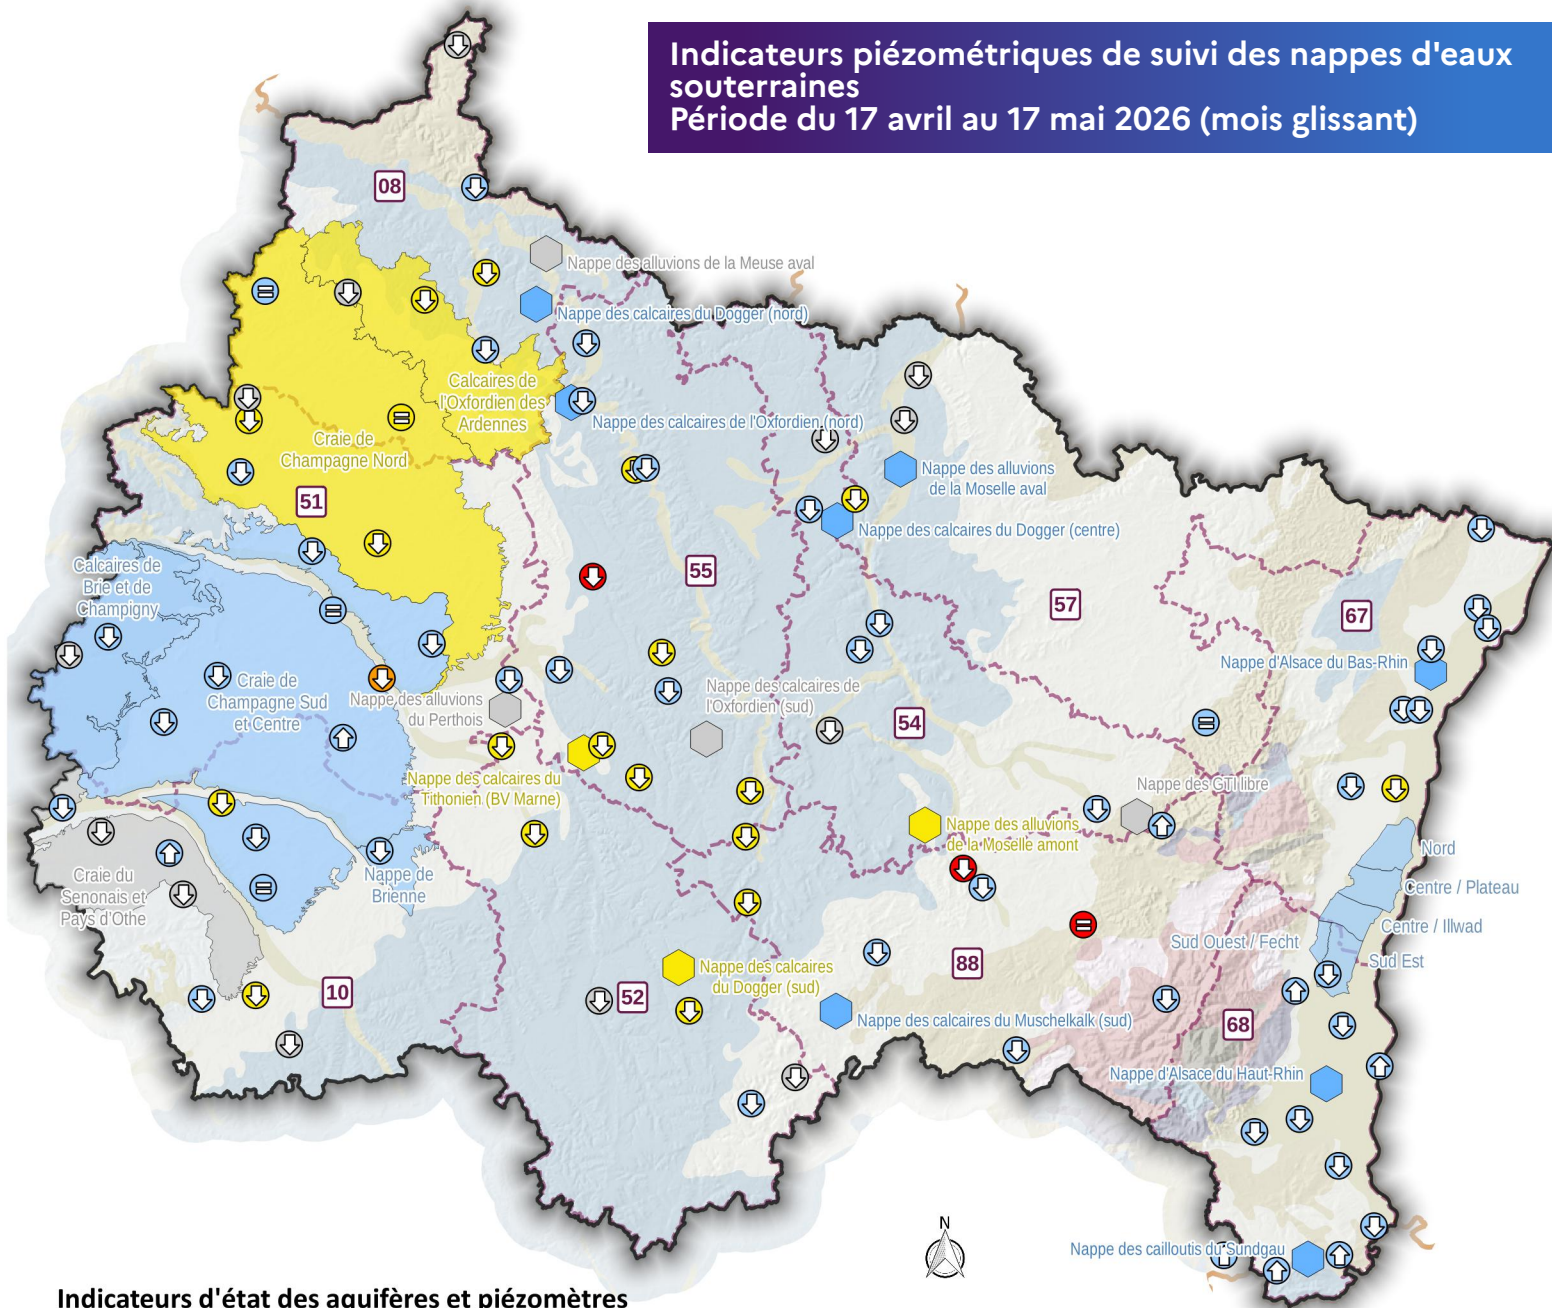 Indicateurs piézométriques de suivi des nappes d'eaux
souterraines
Période du 17 avril au 17 mai 2026 (mois glissant)
08
Nappe des alluvions de la Meuse aval
Nappe des calcaires du Dogger (nord)
Calcaires de
l'Oxfordien des
Ardennes
Nappe des calcaires de l'Oxfordien (nord)
Craie de
Champagne Nord
Nappe des alluvions
de la Moselle aval
51
Nappe des calcaires du Dogger (centre)
Calcaires de
Brie et de
Champigny
55
57
67
Nappe d'Alsace du Bas-Rhin
Craie de
Champagne Sud
et Centre
Nappe des alluvions
du Perthois
Nappe des calcaires de
l'Oxfordien (sud)
54
Nappe des calcaires du
Tithonien (BV Marne)
Nappe des GTI libre
Nappe des alluvions
de la Moselle amont
Nord
Craie du
Senonais et
Pays d'Othe
Nappe de
Brienne
Centre / Plateau
Centre / Illwad
Sud Ouest / Fecht
Sud Est
Nappe des calcaires
du Dogger (sud)
88
10
52
Nappe des calcaires du Muschelkalk (sud)
68
Nappe d'Alsace du Haut-Rhin
N
Nappe des cailloutis du Sundgau
Indicateurs d'état des aquifères et piézomètres